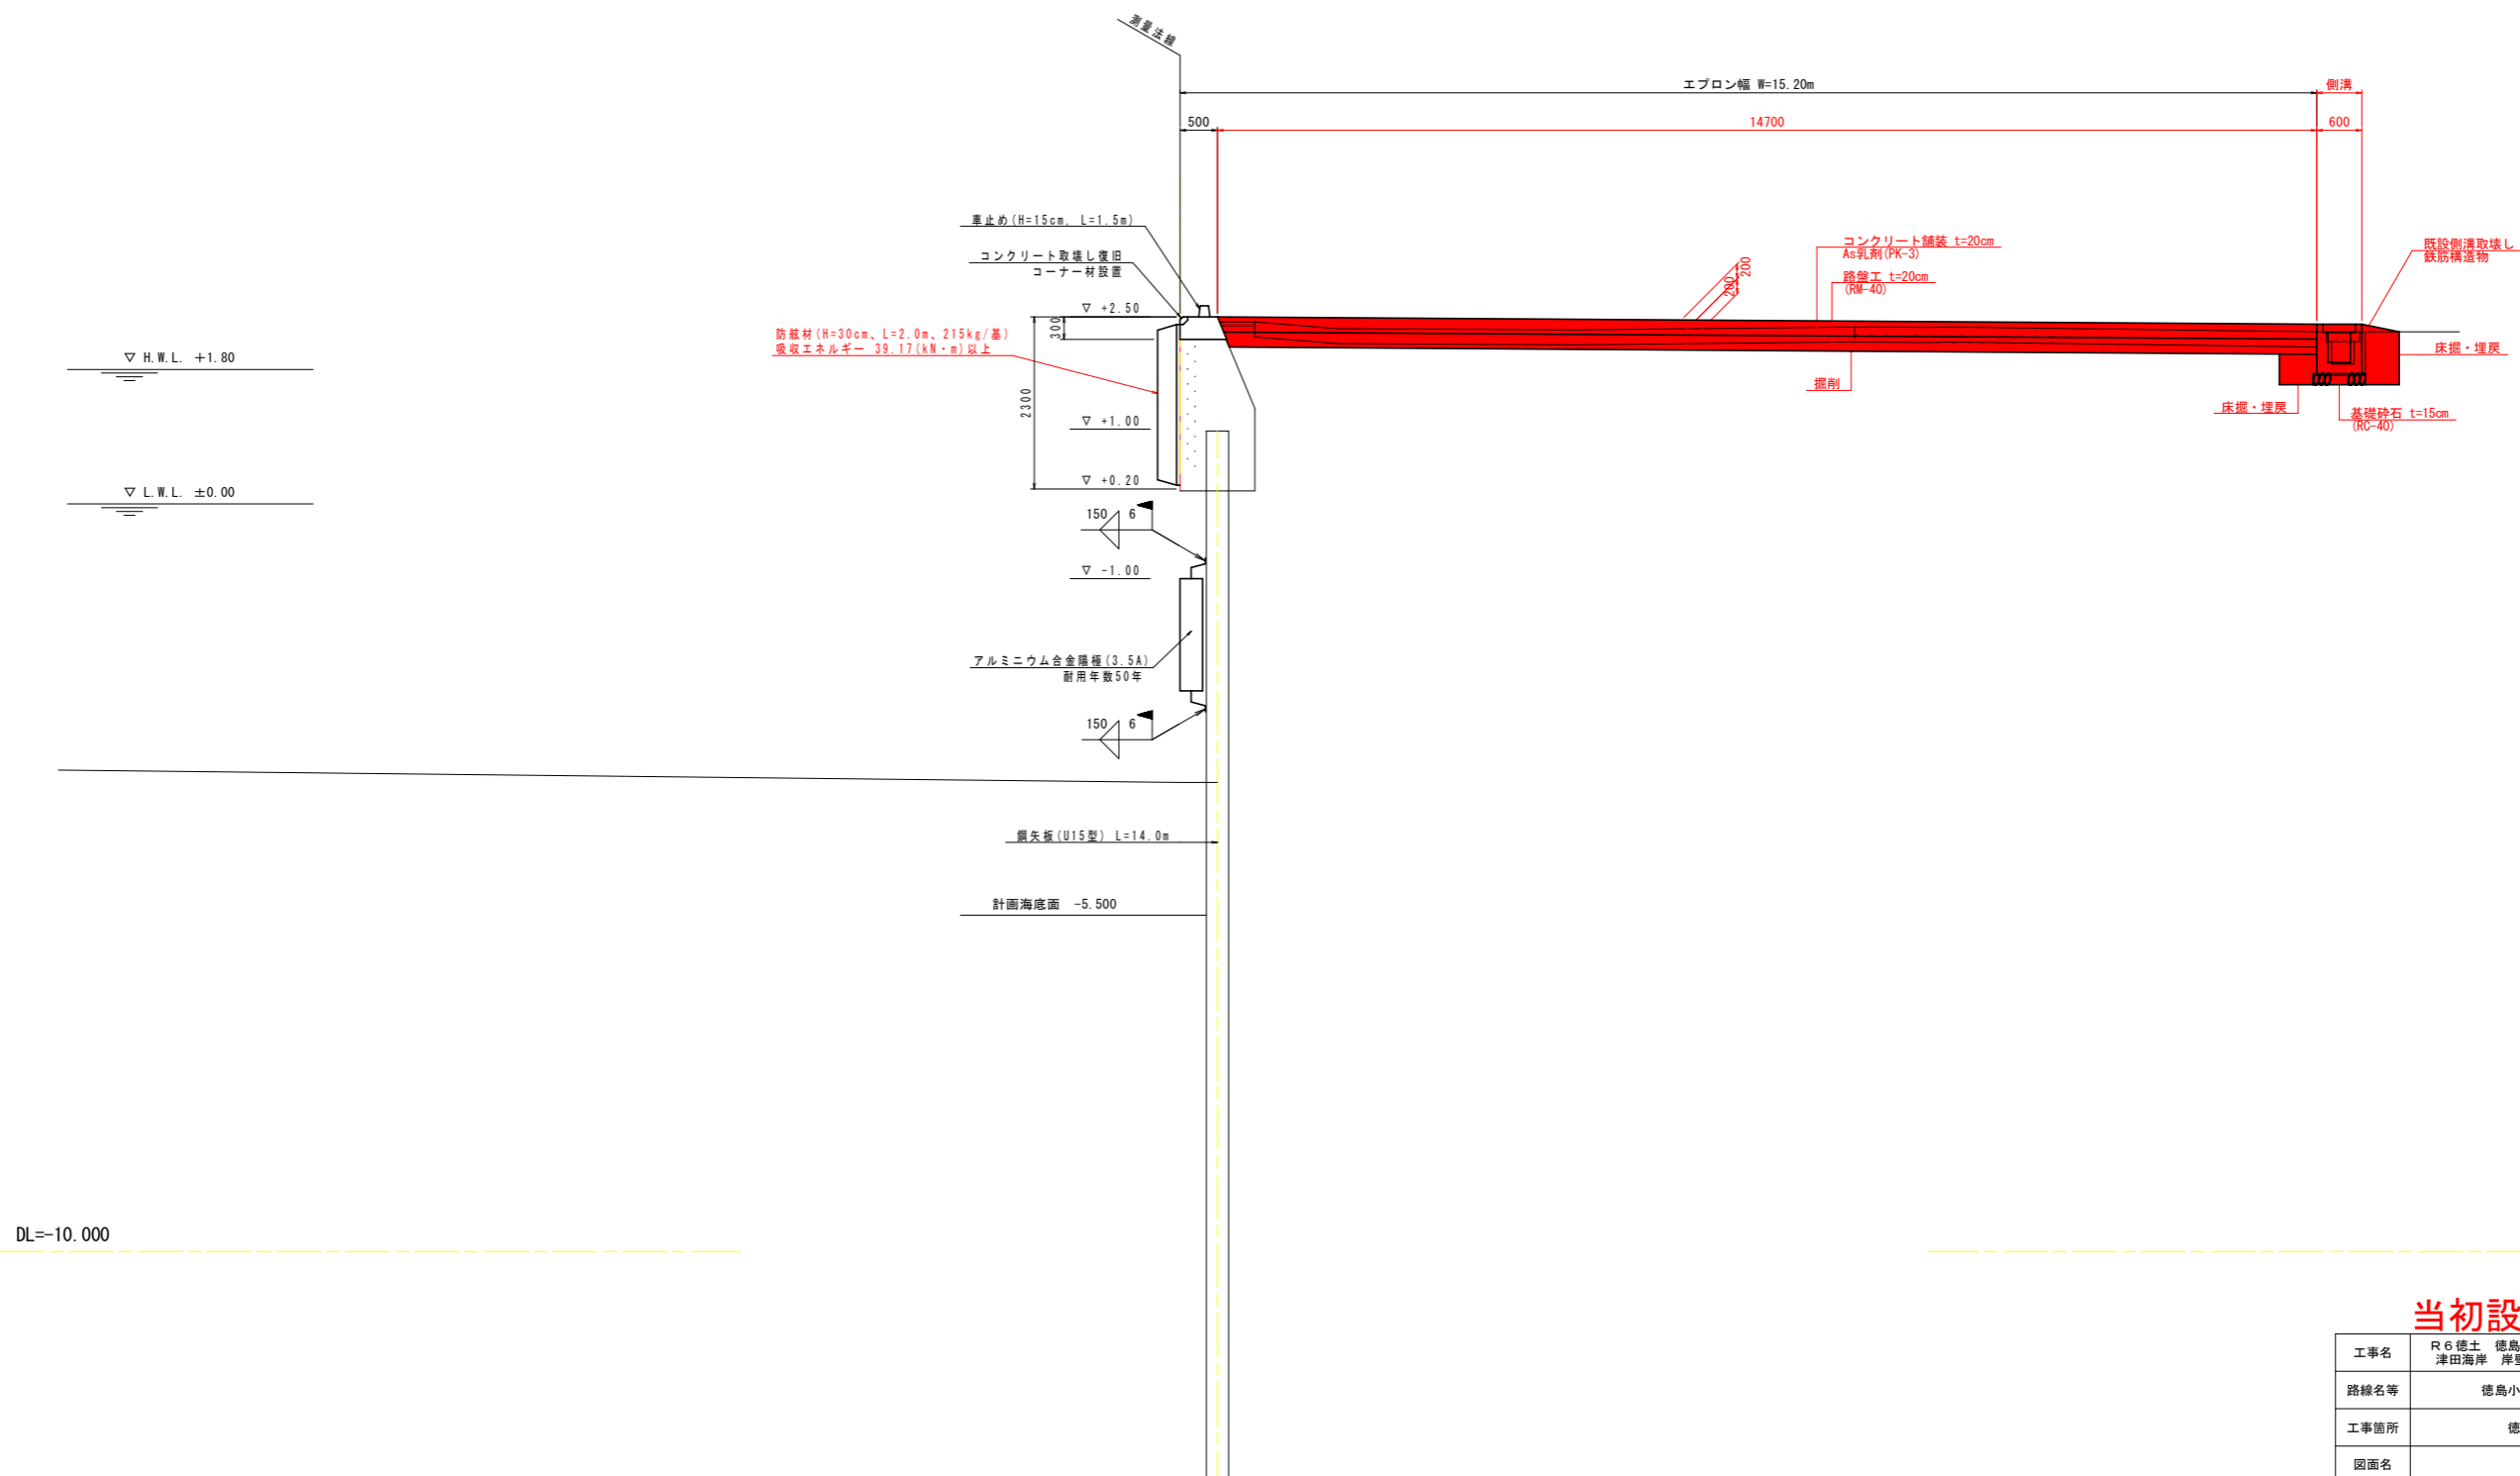 測量法線
エプロン幅 W=15.20m
側溝
500
14700
600
車止め(H=15cm, L=1.5m)
コンクリート取壊し復旧
コーナー材設置
コンクリート舗装 t=20cm
As乳剤(PK-3)
路盤工 t=20cm
(RM-40)
200
200
既設側溝取壊し
鉄筋構造物
▽ +2.50
300
防舷材(H=30cm、L=2.0m、215kg/基)
吸収エネルギー 39.17(kN・m)以上
▽ H.W.L. +1.80
床掘・埋戻
掘削
2300
床掘・埋戻
基礎砕石 t=15cm
(RC-40)
▽ +1.00
▽ +0.20
▽ L.W.L. ±0.00
150 6
▽ -1.00
アルミニウム合金陽極(3.5A)
耐用年数50年
150 6
鋼矢板(U15型) L=14.0m
計画海底面 -5.500
DL=-10.000
当初設
工事名
R6徳土 徳島
津田海岸 岸壁
路線名等
徳島小
工事箇所
徳
図面名